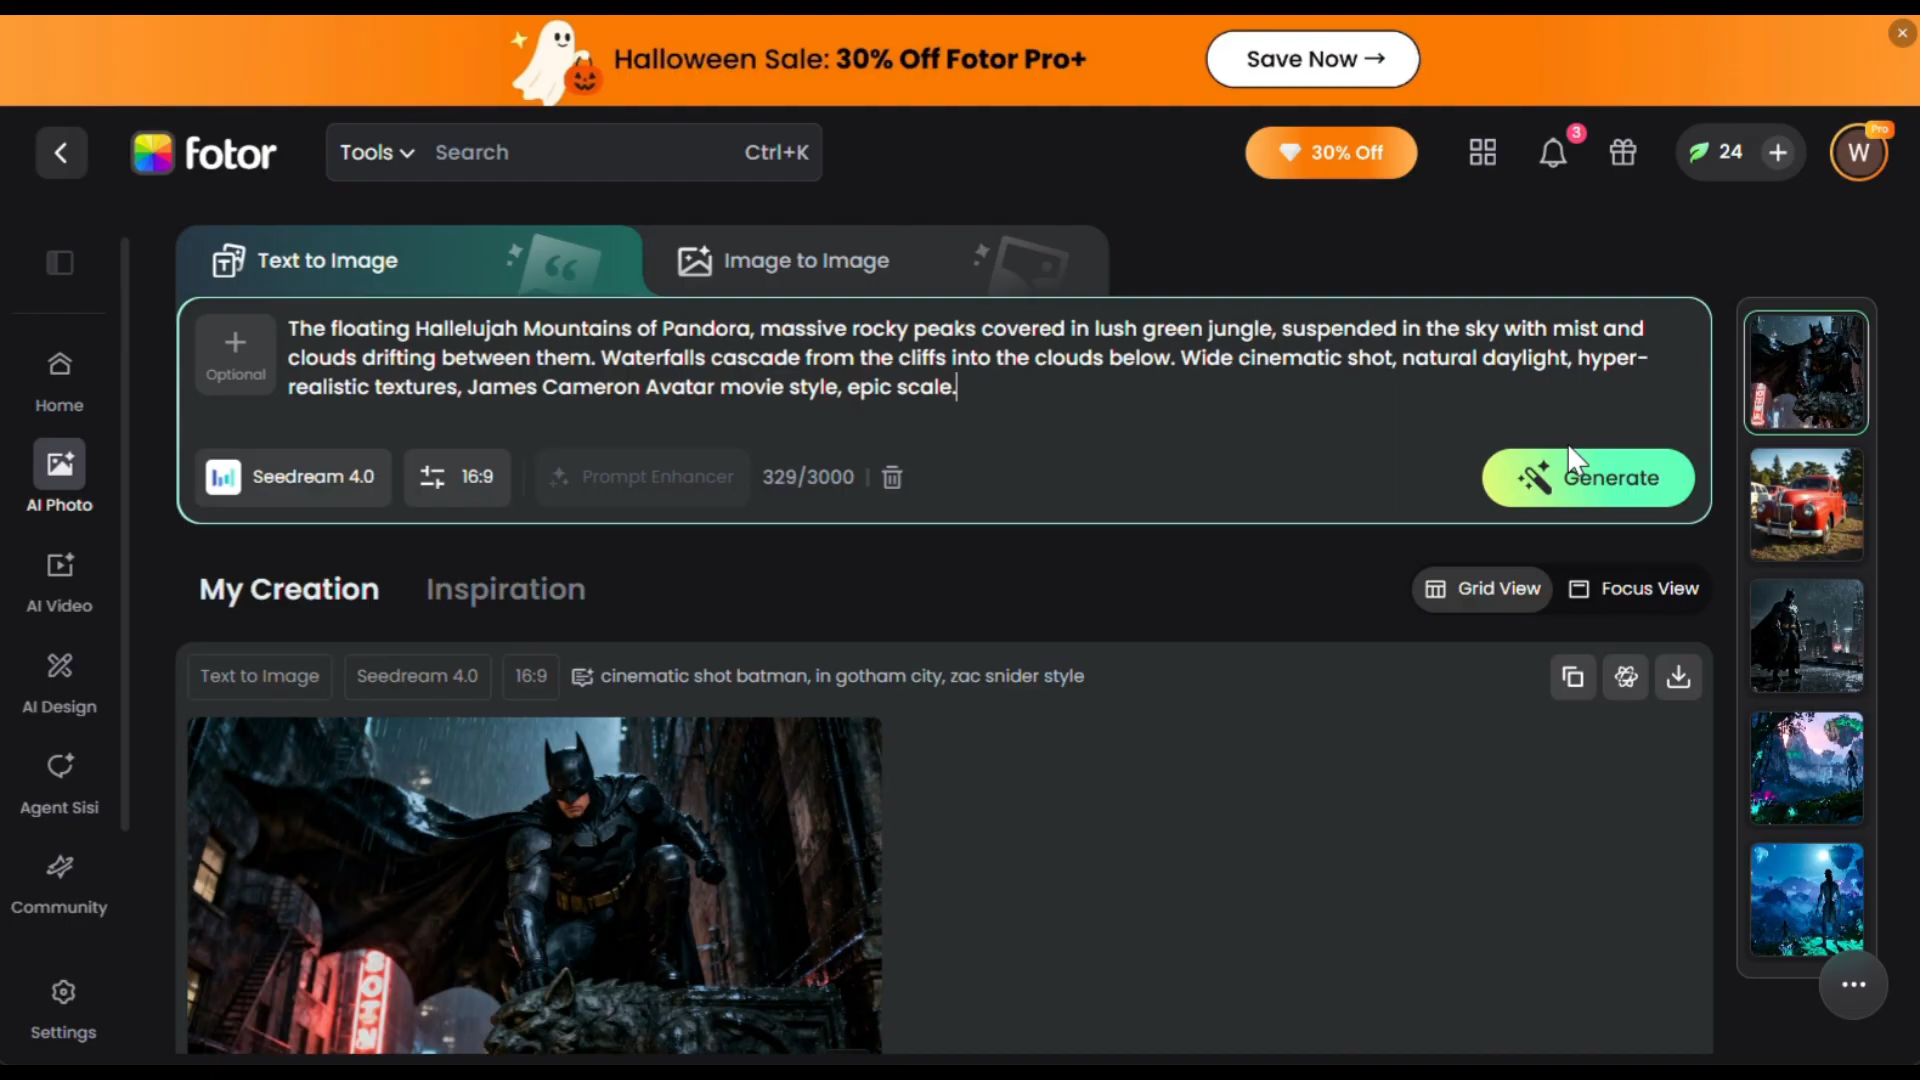 Halloween Sale: 30% Off Fotor Pro+
Save Now →
fotor
Tools
Search
Ctrl+K
30% Off
3
24
Pro
W
Text to Image
Image to Image
Optional
The floating Hallelujah Mountains of Pandora, massive rocky peaks covered in lush green jungle, suspended in the sky with mist and
clouds drifting between them. Waterfalls cascade from the cliffs into the clouds below. Wide cinematic shot, natural daylight, hyper-
realistic textures, James Cameron Avatar movie style, epic scale.
Seedream 4.0
16:9
Prompt Enhancer
329/3000
Generate
Home
AI Photo
AI Video
AI Design
Agent Sisi
Community
Settings
My Creation
Inspiration
Grid View
Focus View
Text to Image
Seedream 4.0
16:9
cinematic shot batman, in gotham city, zac snider style